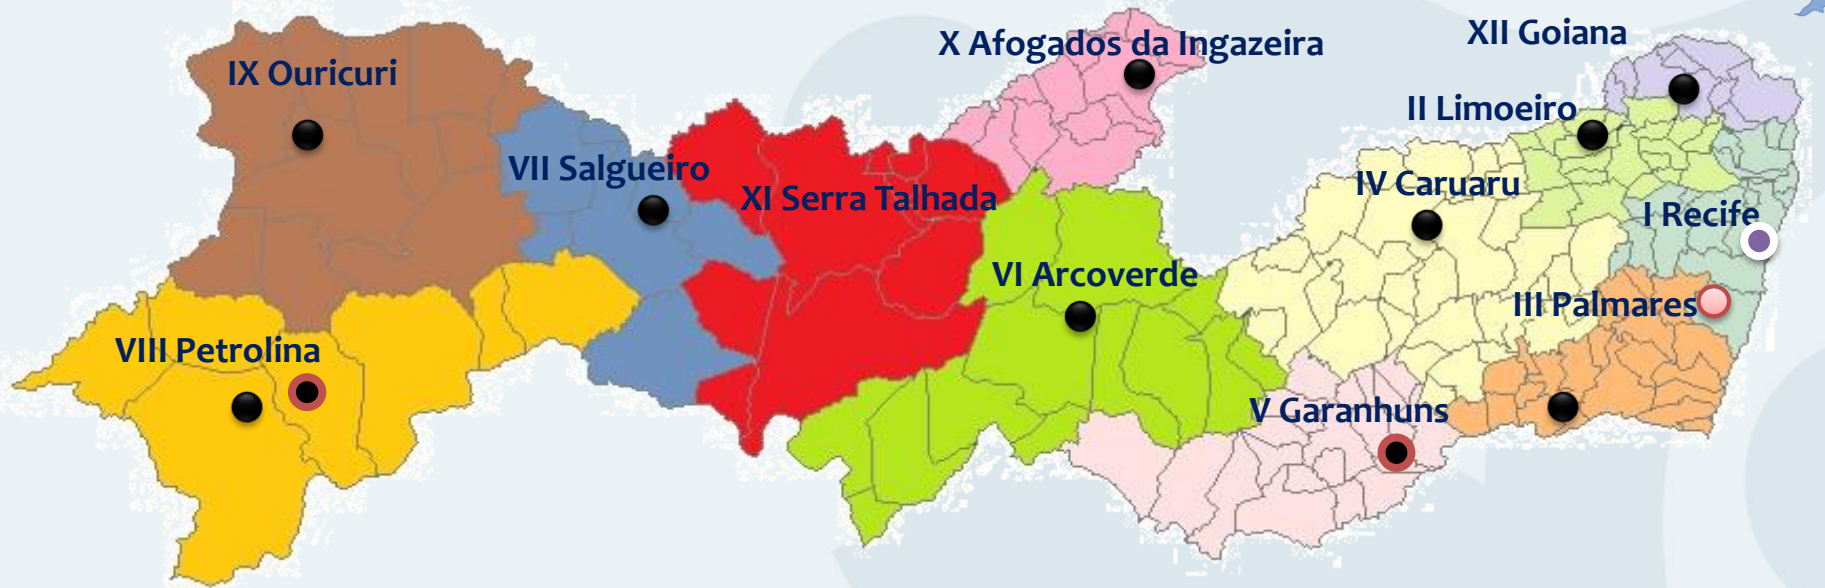 XII Goiana
X Afogados da Ingazeira
IX Ouricuri
II Limoeiro
VII Salgueiro
IV Caruaru
XI Serra Talhada
I Recife
VI Arcoverde
III Palmares
VIII Petrolina
V Garanhuns